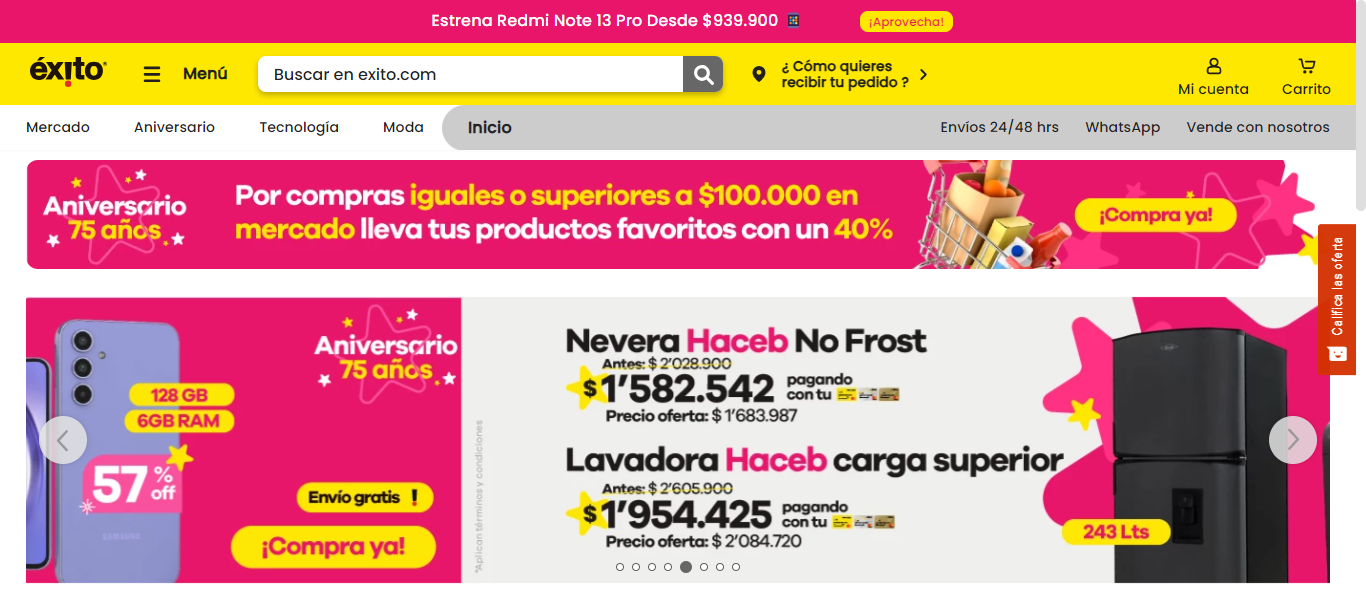 Estrena Redmi Note 13 Pro Desde $939.900
¡Aprovecha!
éxito
Menú
Buscar en exito.com
¿ Cómo quieres
recibir tu pedido ?
Mi cuenta
Carrito
Mercado
Aniversario
Tecnología
Moda
Inicio
Envíos 24/48 hrs
WhatsApp
Vende con nosotros
Aniversario
75 años
Por compras iguales o superiores a $100.000 en
mercado lleva tus productos favoritos con un 40%
¡Compra ya!
Califica las oferta
128 GB
6GB RAM
57% off
SAMSUNG
Aniversario
75 años
Envío gratis !
¡Compra ya!
*Aplican términos y condiciones
Nevera Haceb No Frost
Antes: $ 2'028.900
$1'582.542 pagando
con tu
Precio oferta: $ 1'683.987
Lavadora Haceb carga superior
Antes: $ 2'605.900
$1'954.425 pagando
con tu
Precio oferta: $ 2'084.720
243 Lts